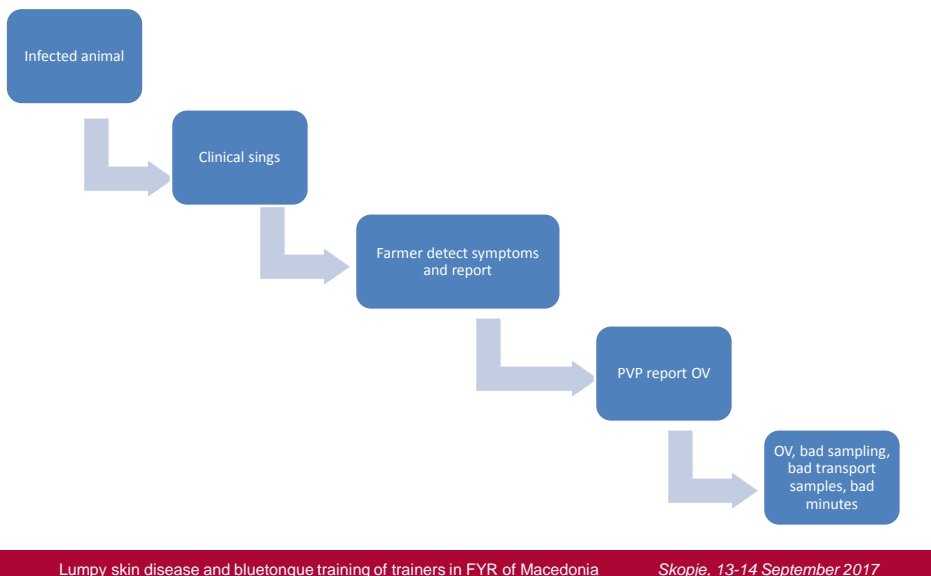 Infected animal
Clinical sings
Farmer detect symptoms
and report
PVP report OV
OV, bad sampling,
bad transport
samples, bad
minutes
Lumpy skin disease and bluetongue training of trainers in FYR of Macedonia
Skopje, 13-14 September 2017